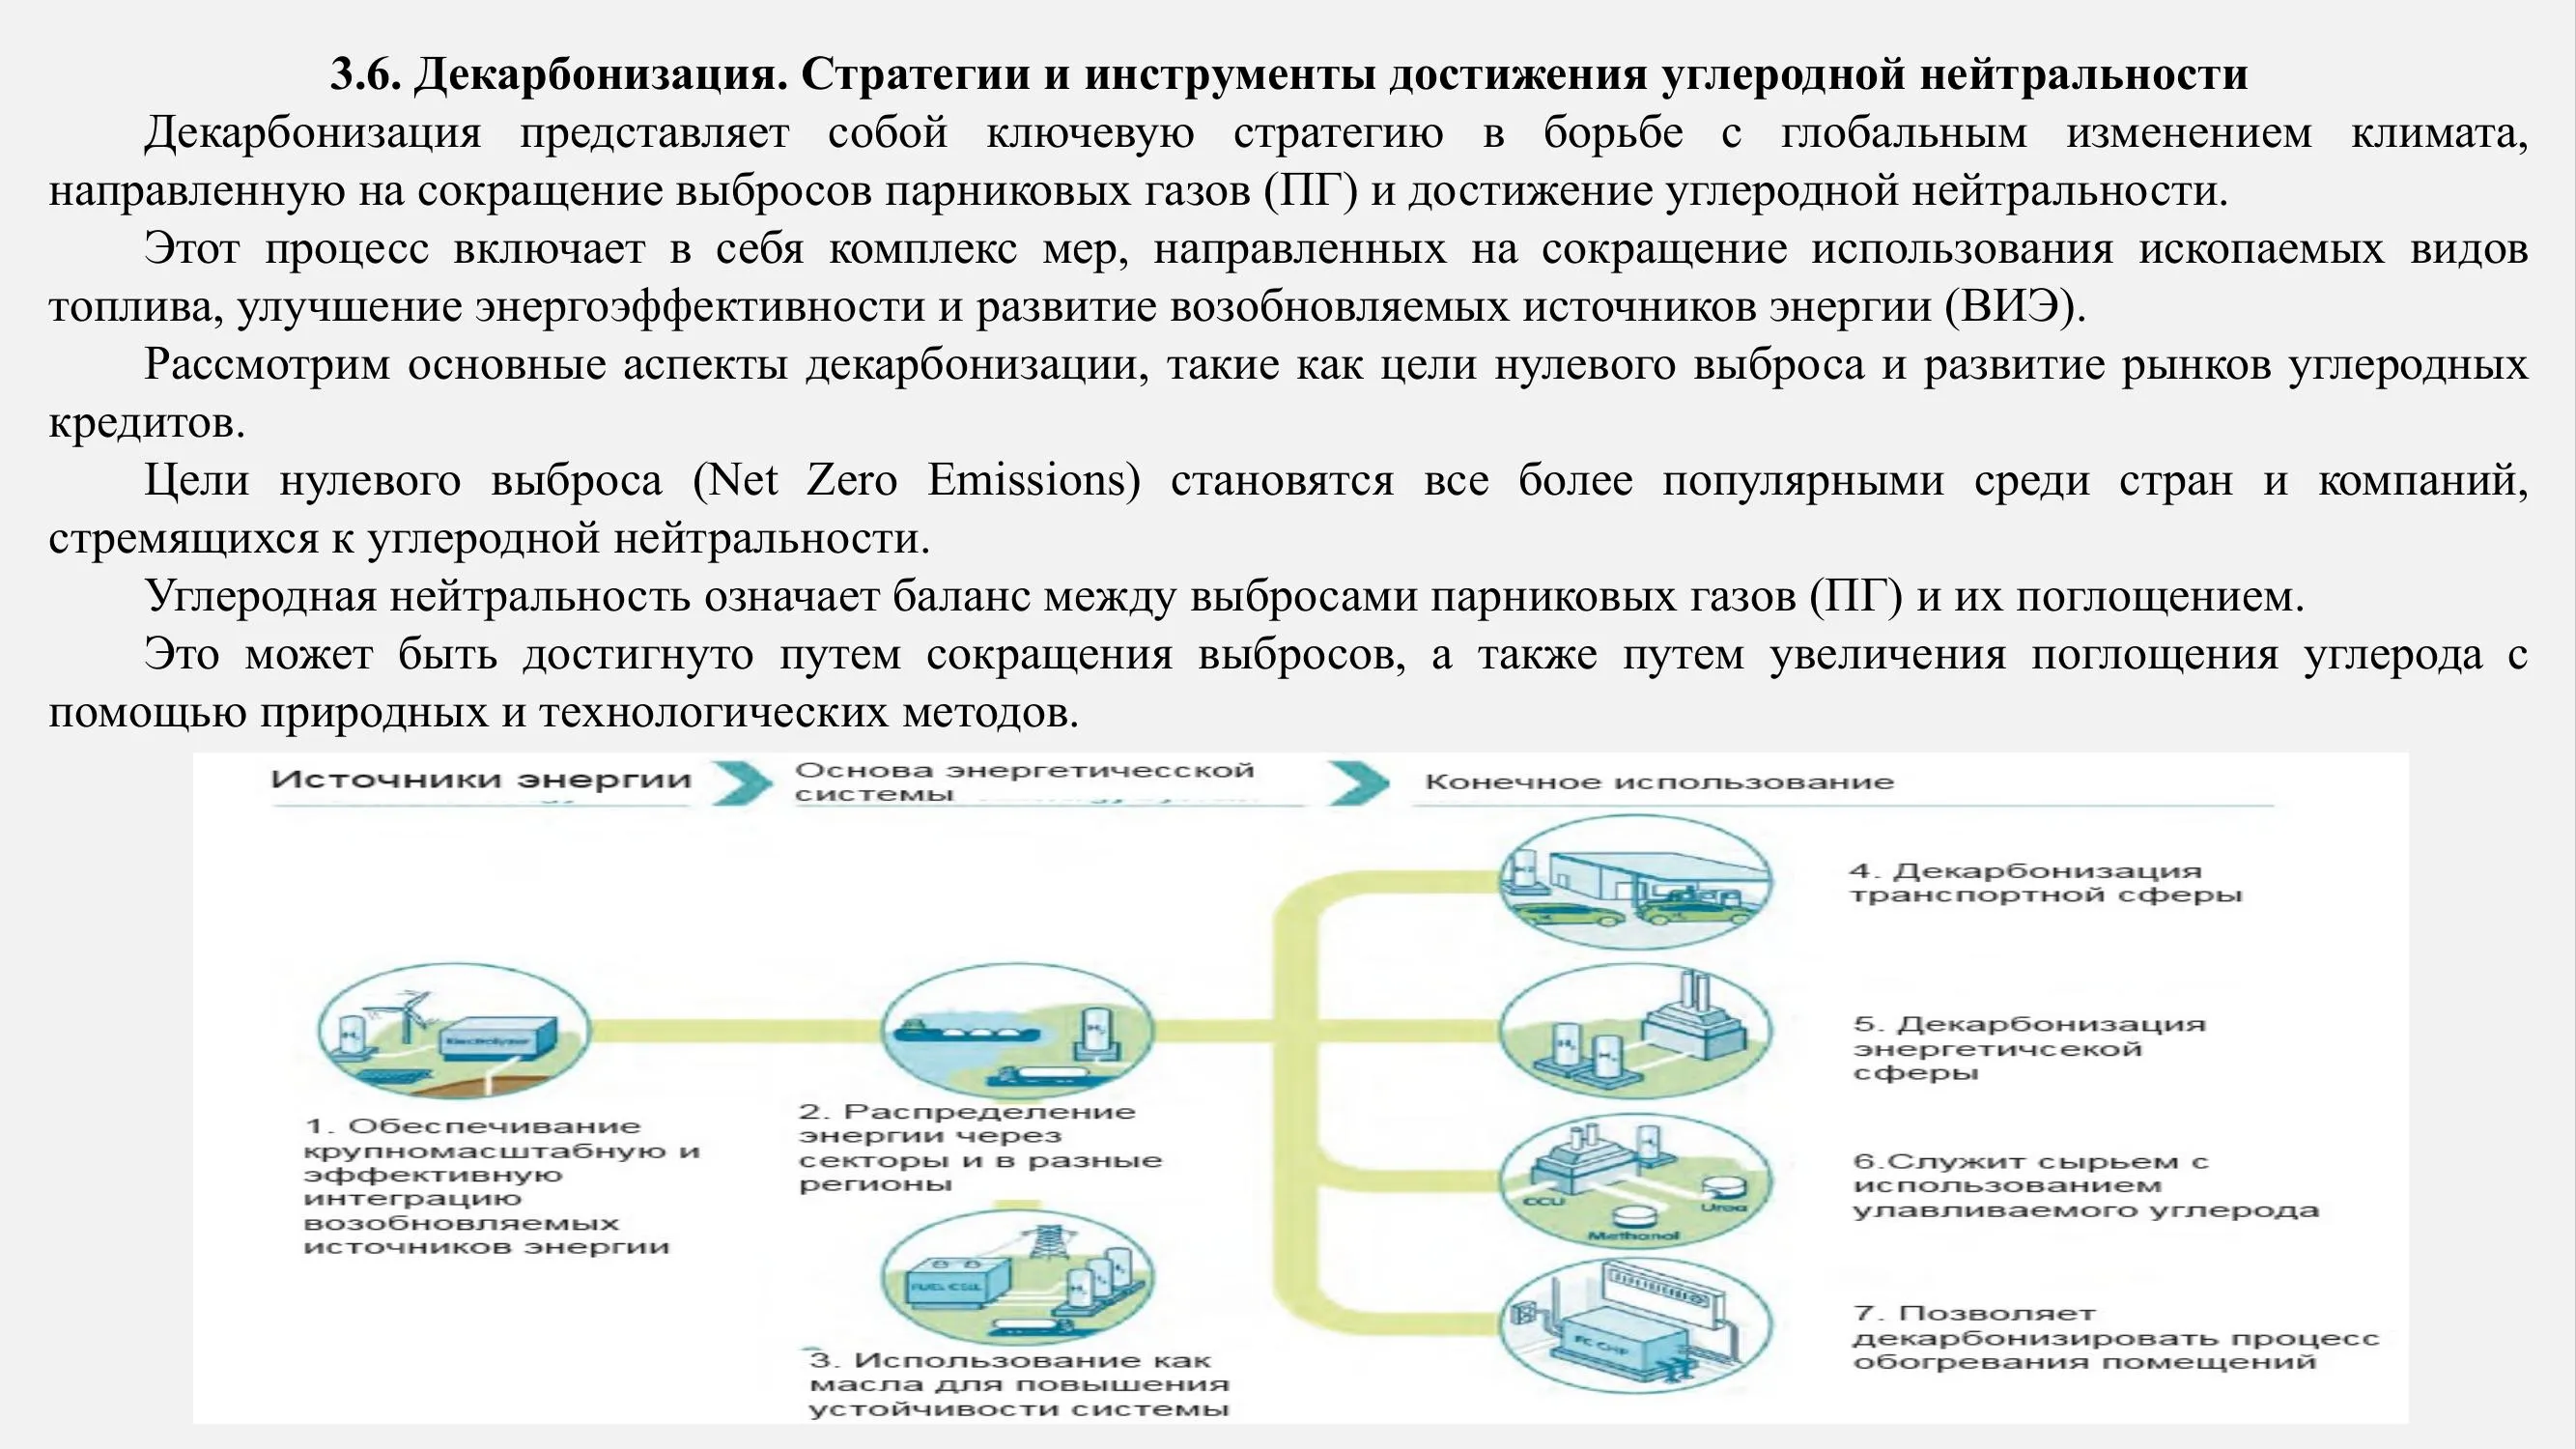 3.6. Декарбонизация. Стратегии и инструменты достижения углеродной нейтральности
Декарбонизация представляет собой ключевую стратегию в борьбе с глобальным изменением климата,
направленную на сокращение выбросов парниковых газов (ПГ) и достижение углеродной нейтральности.
Этот процесс включает в себя комплекс мер, направленных на сокращение использования ископаемых видов
топлива, улучшение энергоэффективности и развитие возобновляемых источников энергии (ВИЭ).
Рассмотрим основные аспекты декарбонизации, такие как цели нулевого выброса и развитие рынков углеродных
кредитов.
Цели нулевого выброса (Net Zero Emissions) становятся все более популярными среди стран и компаний,
стремящихся к углеродной нейтральности.
Углеродная нейтральность означает баланс между выбросами парниковых газов (ПГ) и их поглощением.
Это может быть достигнуто путем сокращения выбросов, а также путем увеличения поглощения углерода с
помощью природных и технологических методов.
Источники энергии
Основа энергетичесской
системы
Конечное использование
Electrolyser
1. Обеспечивание
крупномасштабную и
эффективную
интеграцию
возобновляемых
источников энергии
2. Распределение
энергии через
секторы и в разные
регионы
FUEL CELL
3. Использование как
масла для повышения
устойчивости системы
4. Декарбонизация
транспортной сферы
5. Декарбонизация
энергетичсекой
сферы
CCU
Urea
Methanol
6.Служит сырьем с
использованием
улавливаемого углерода
FC CHP
7. Позволяет
декарбонизировать процесс
обогревания помещений